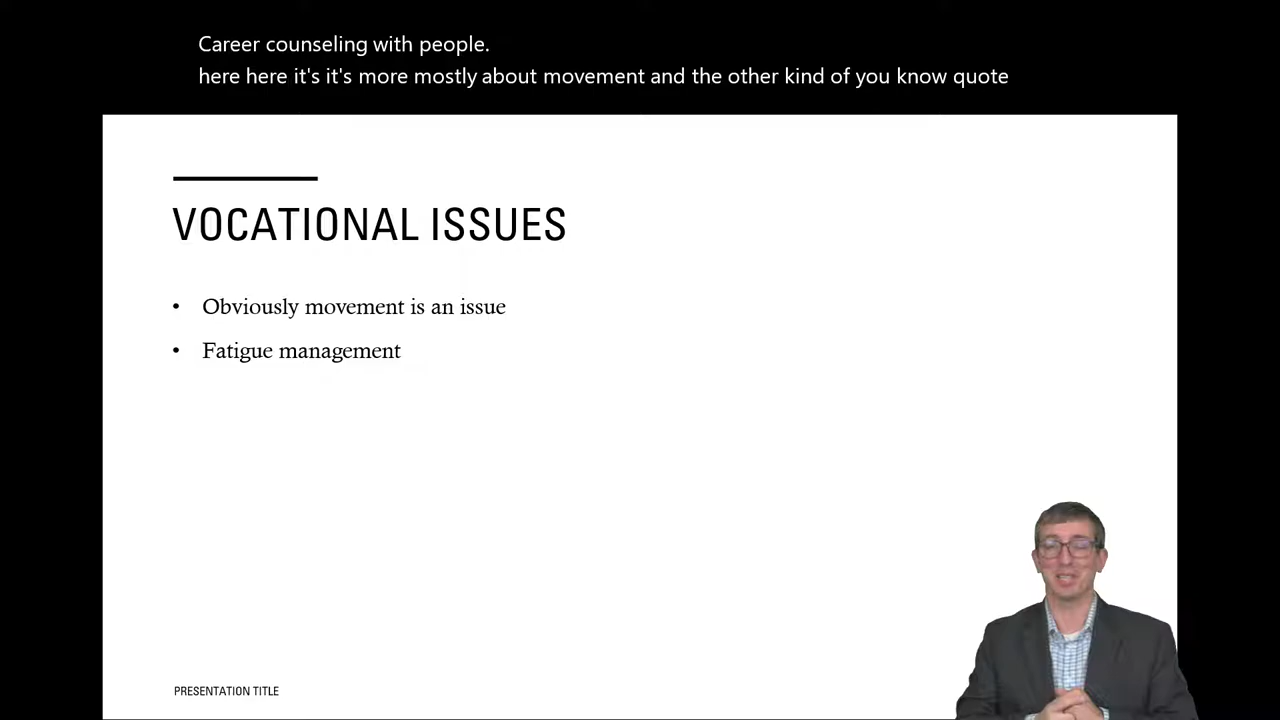 Career counseling with people.
here here it's it's more mostly about movement and the other kind of you know quote
VOCATIONAL ISSUES
• Obviously movement is an issue
• Fatigue management
PRESENTATION TITLE